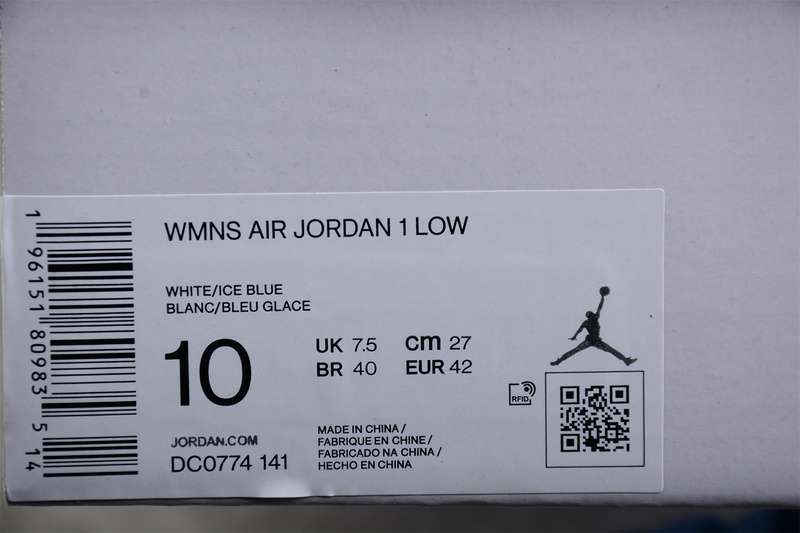 WMNS AIR JORDAN 1 LOW
WHITE/ICE BLUE
BLANC/BLEU GLACE
10
UK 7.5 cm 27
BR 40 EUR 42
RFID
JORDAN.COM
DC0774 141
MADE IN CHINA /
FABRIQUE EN CHINE /
FABRICADO NA CHINA /
HECHO EN CHINA
1 96151 80983 5 14